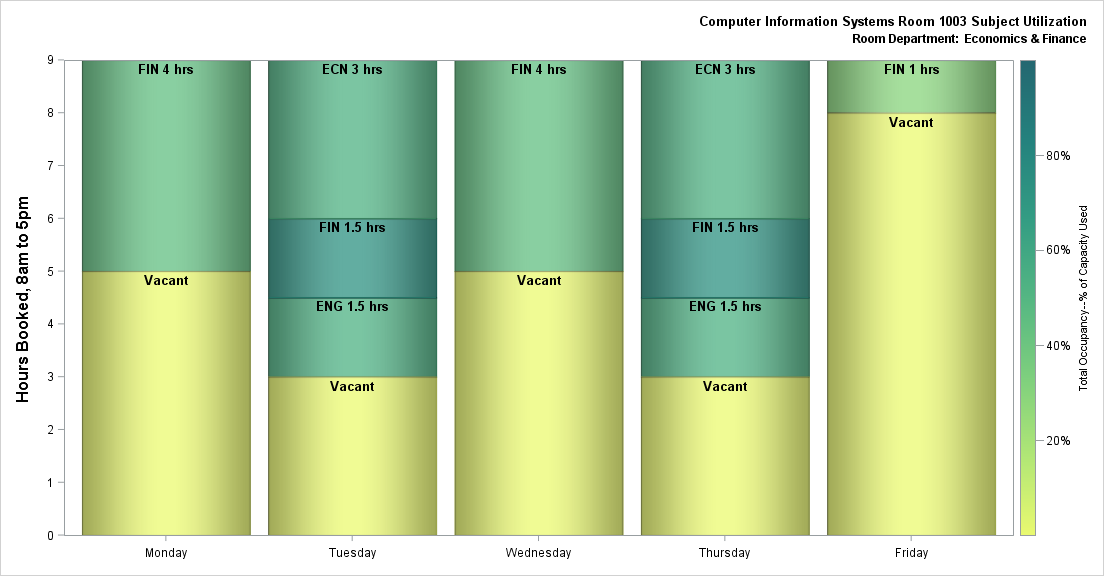 Computer Information Systems Room 1003 Subject Utilization
Room Department: Economics & Finance
Hours Booked, 8am to 5pm
9
8
7
6
5
4
3
2
1
0
FIN 4 hrs
Vacant
ECN 3 hrs
FIN 1.5 hrs
ENG 1.5 hrs
Vacant
FIN 4 hrs
Vacant
ECN 3 hrs
FIN 1.5 hrs
ENG 1.5 hrs
Vacant
FIN 1 hrs
Vacant
Monday
Tuesday
Wednesday
Thursday
Friday
80%
60%
40%
20%
Total Occupancy--% of Capacity Used